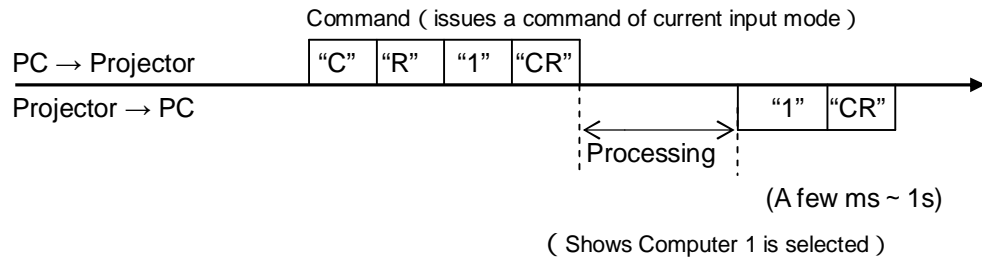 Command ( issues a command of current input mode )
PC → Projector “C” “R” “1” “CR”
Projector → PC “1” “CR”
Processing
(A few ms ~ 1s)
( Shows Computer 1 is selected )